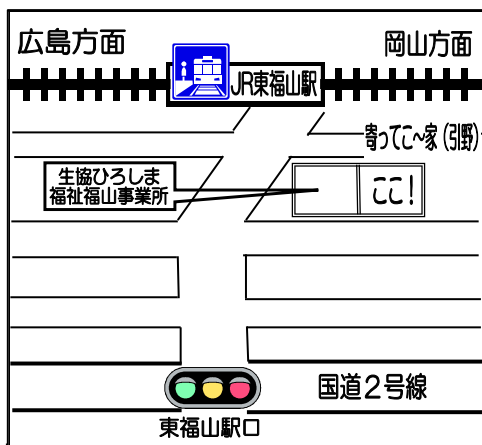 広島方面
岡山方面
JR東福山駅
寄ってこ～家(引野)
生協ひろしま
福祉福山事業所
ここ!
国道2号線
東福山駅口